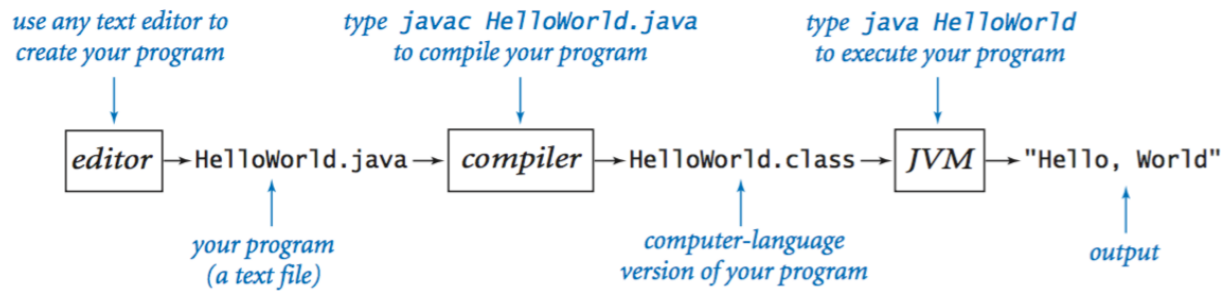 use any text editor to
create your program
type javac HelloWorld.java
to compile your program
type java HelloWorld
to execute your program
editor
HelloWorld.java
compiler
HelloWorld.class
JVM
"Hello, World"
your program
(a text file)
computer-language
version of your program
output